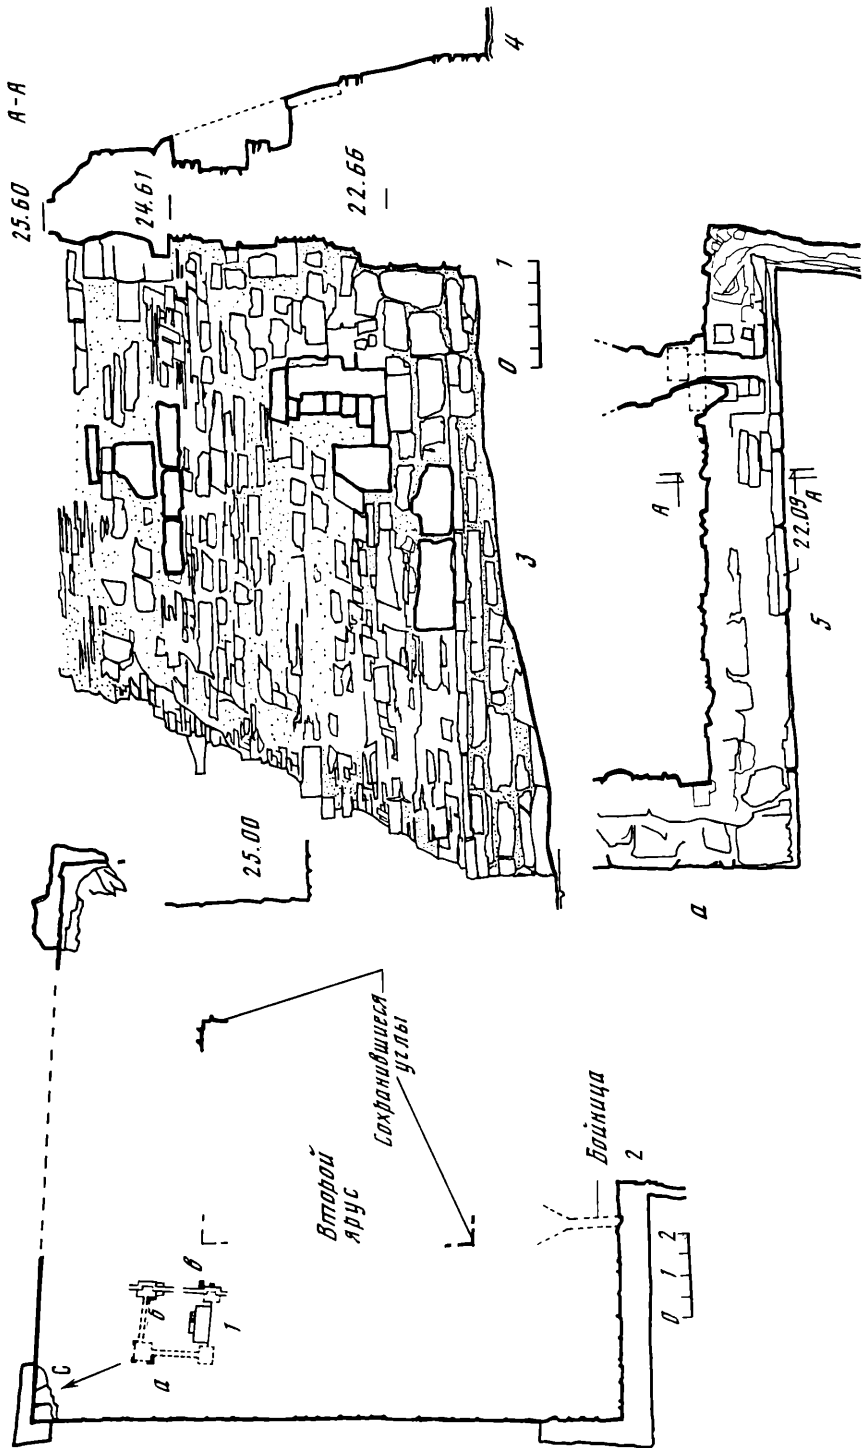 С
а
б
в
1
Второй
ярус
Сохранившиеся
углы
Бойница
2
0 1 2
25.00
3
0 1
25.60
24.61
22.66
А-А
4
а
А
А
22.09
5